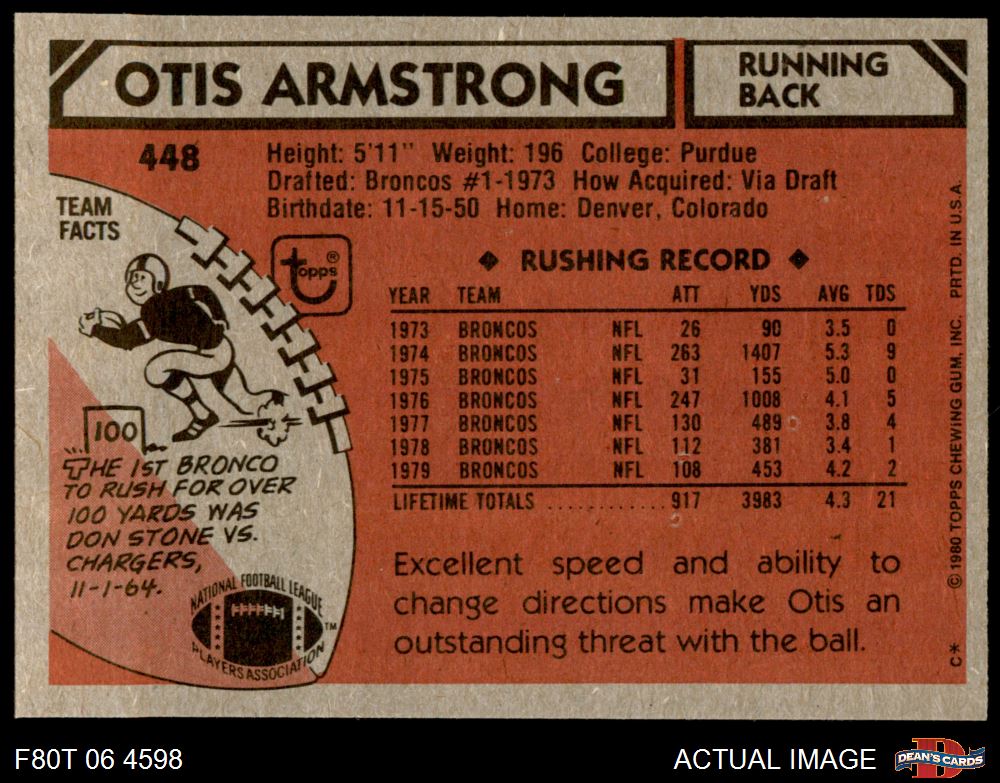 OTIS ARMSTRONG
RUNNING
BACK
448
Height: 5'11" Weight: 196 College: Purdue
Drafted: Broncos #1-1973 How Acquired: Via Draft
Birthdate: 11-15-50 Home: Denver, Colorado
TEAM
FACTS
topps®
◆ RUSHING RECORD ◆
YEAR TEAM ATT YDS AVG TDS
1973 BRONCOS NFL 26 90 3.5 0
1974 BRONCOS NFL 263 1407 5.3 9
1975 BRONCOS NFL 31 155 5.0 0
1976 BRONCOS NFL 247 1008 4.1 5
1977 BRONCOS NFL 130 489 3.8 4
1978 BRONCOS NFL 112 381 3.4 1
1979 BRONCOS NFL 108 453 4.2 2
LIFETIME TOTALS ............ 917 3983 4.3 21
100
THE 1ST BRONCO
TO RUSH FOR OVER
100 YARDS WAS
DON STONE VS.
CHARGERS,
11-1-64.
NATIONAL FOOTBALL LEAGUE
PLAYERS ASSOCIATION
TM
Excellent speed and ability to
change directions make Otis an
outstanding threat with the ball.
C* © 1980 TOPPS CHEWING GUM, INC. PRTD. IN U.S.A.
F80T 06 4598
ACTUAL IMAGE
D
DEAN'S CARDS